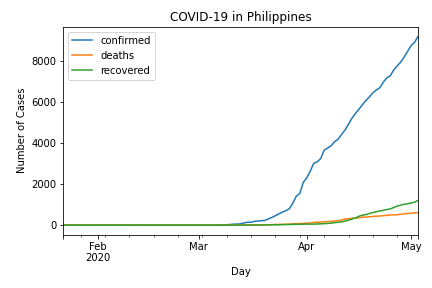 COVID-19 in Philippines
confirmed
deaths
recovered
Number of Cases
8000
6000
4000
2000
0
Feb
2020
Mar
Apr
May
Day